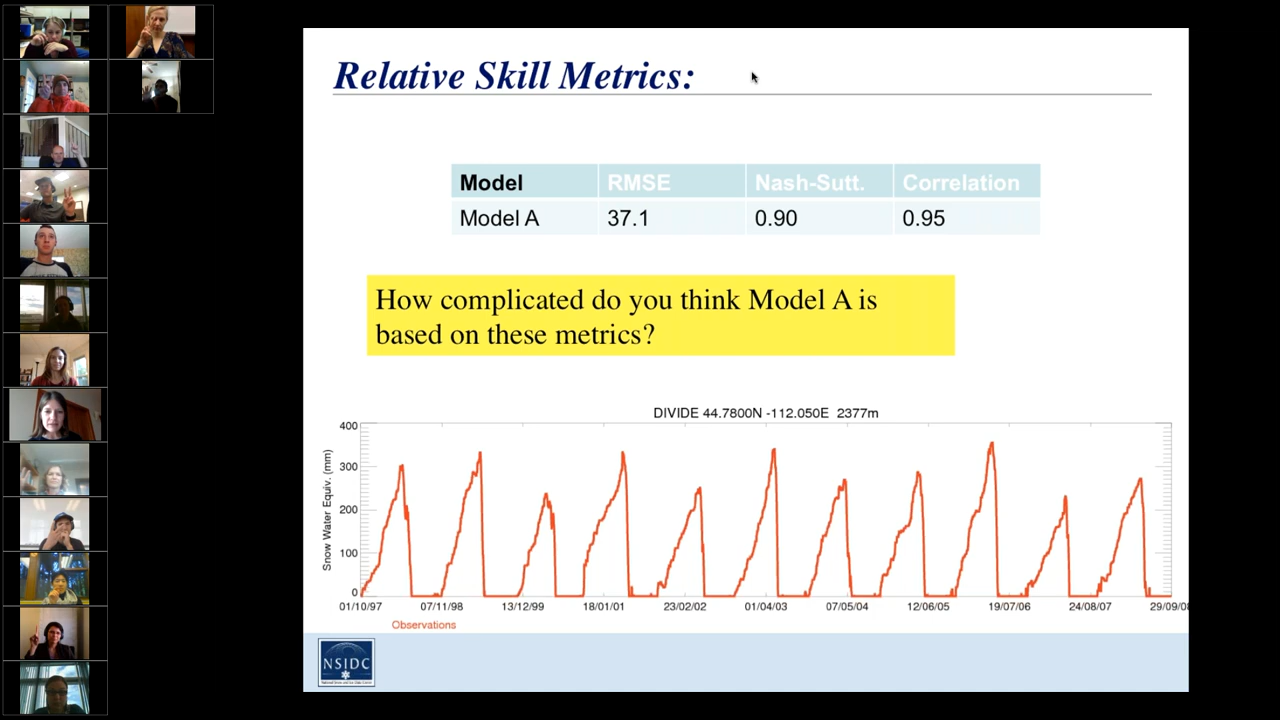 Relative Skill Metrics:
Model RMSE Nash-Sutt. Correlation
Model A 37.1 0.90 0.95
How complicated do you think Model A is
based on these metrics?
DIVIDE 44.7800N -112.050E 2377m
Snow Water Equiv. (mm)
400
300
200
100
0
01/10/97 07/11/98 13/12/99 18/01/01 23/02/02 01/04/03 07/05/04 12/06/05 19/07/06 24/08/07 29/09/08
Observations
NSIDC